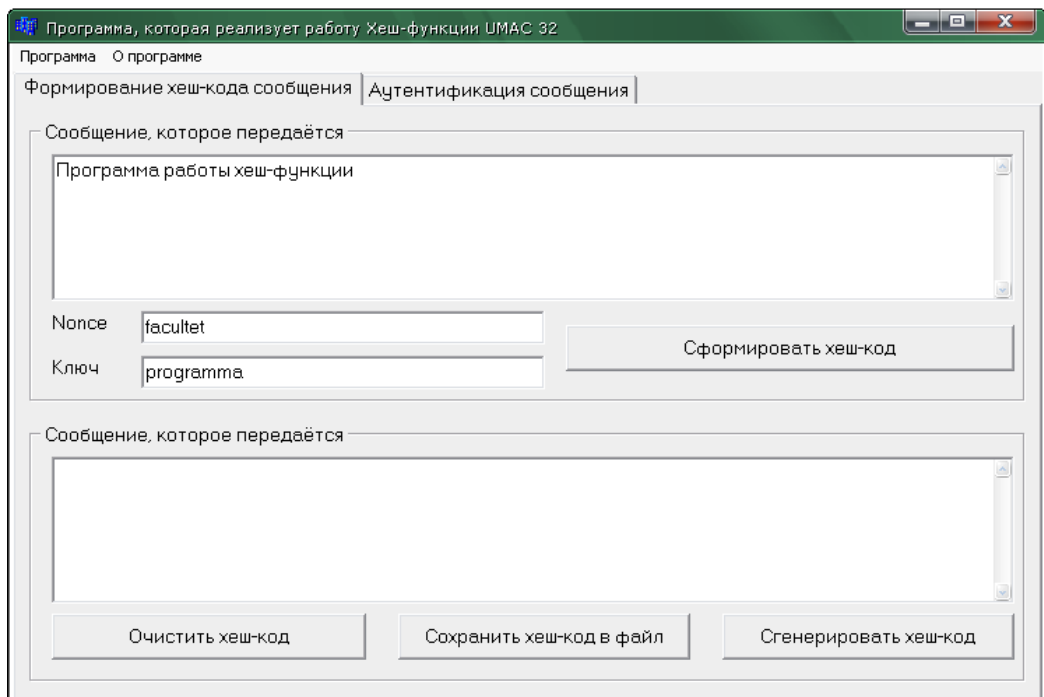 Программа, которая реализует работу Хеш-функции UMAC 32
Программа О программе
Формирование хеш-кода сообщения Аутентификация сообщения
Сообщение, которое передаётся
Программа работы хеш-функции
Nonce facultet
Сформировать хеш-код
Ключ programma
Сообщение, которое передаётся
Очистить хеш-код Сохранить хеш-код в файл Сгенерировать хеш-код